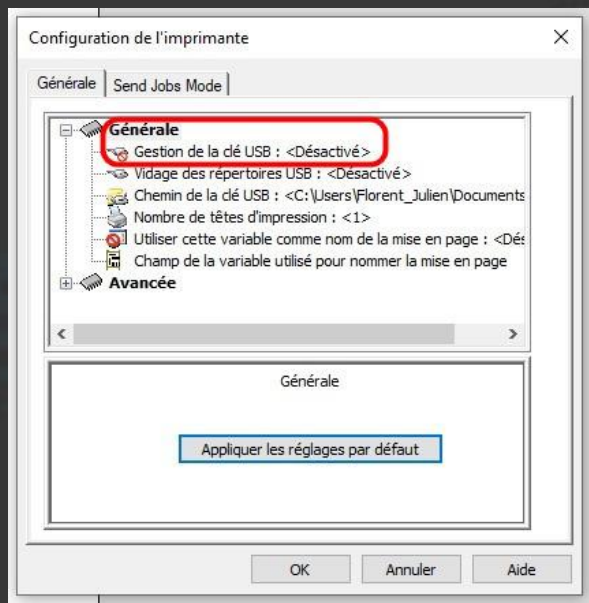 Configuration de l'imprimante
Générale
Send Jobs Mode
Générale
Gestion de la clé USB : <Désactivé>
Vidage des répertoires USB : <Désactivé>
Chemin de la clé USB : <C:\Users\Florent_Julien\Documents
Nombre de têtes d'impression : <1>
Utiliser cette variable comme nom de la mise en page : <Dés
Champ de la variable utilisé pour nommer la mise en page
Avancée
Générale
Appliquer les réglages par défaut
OK
Annuler
Aide